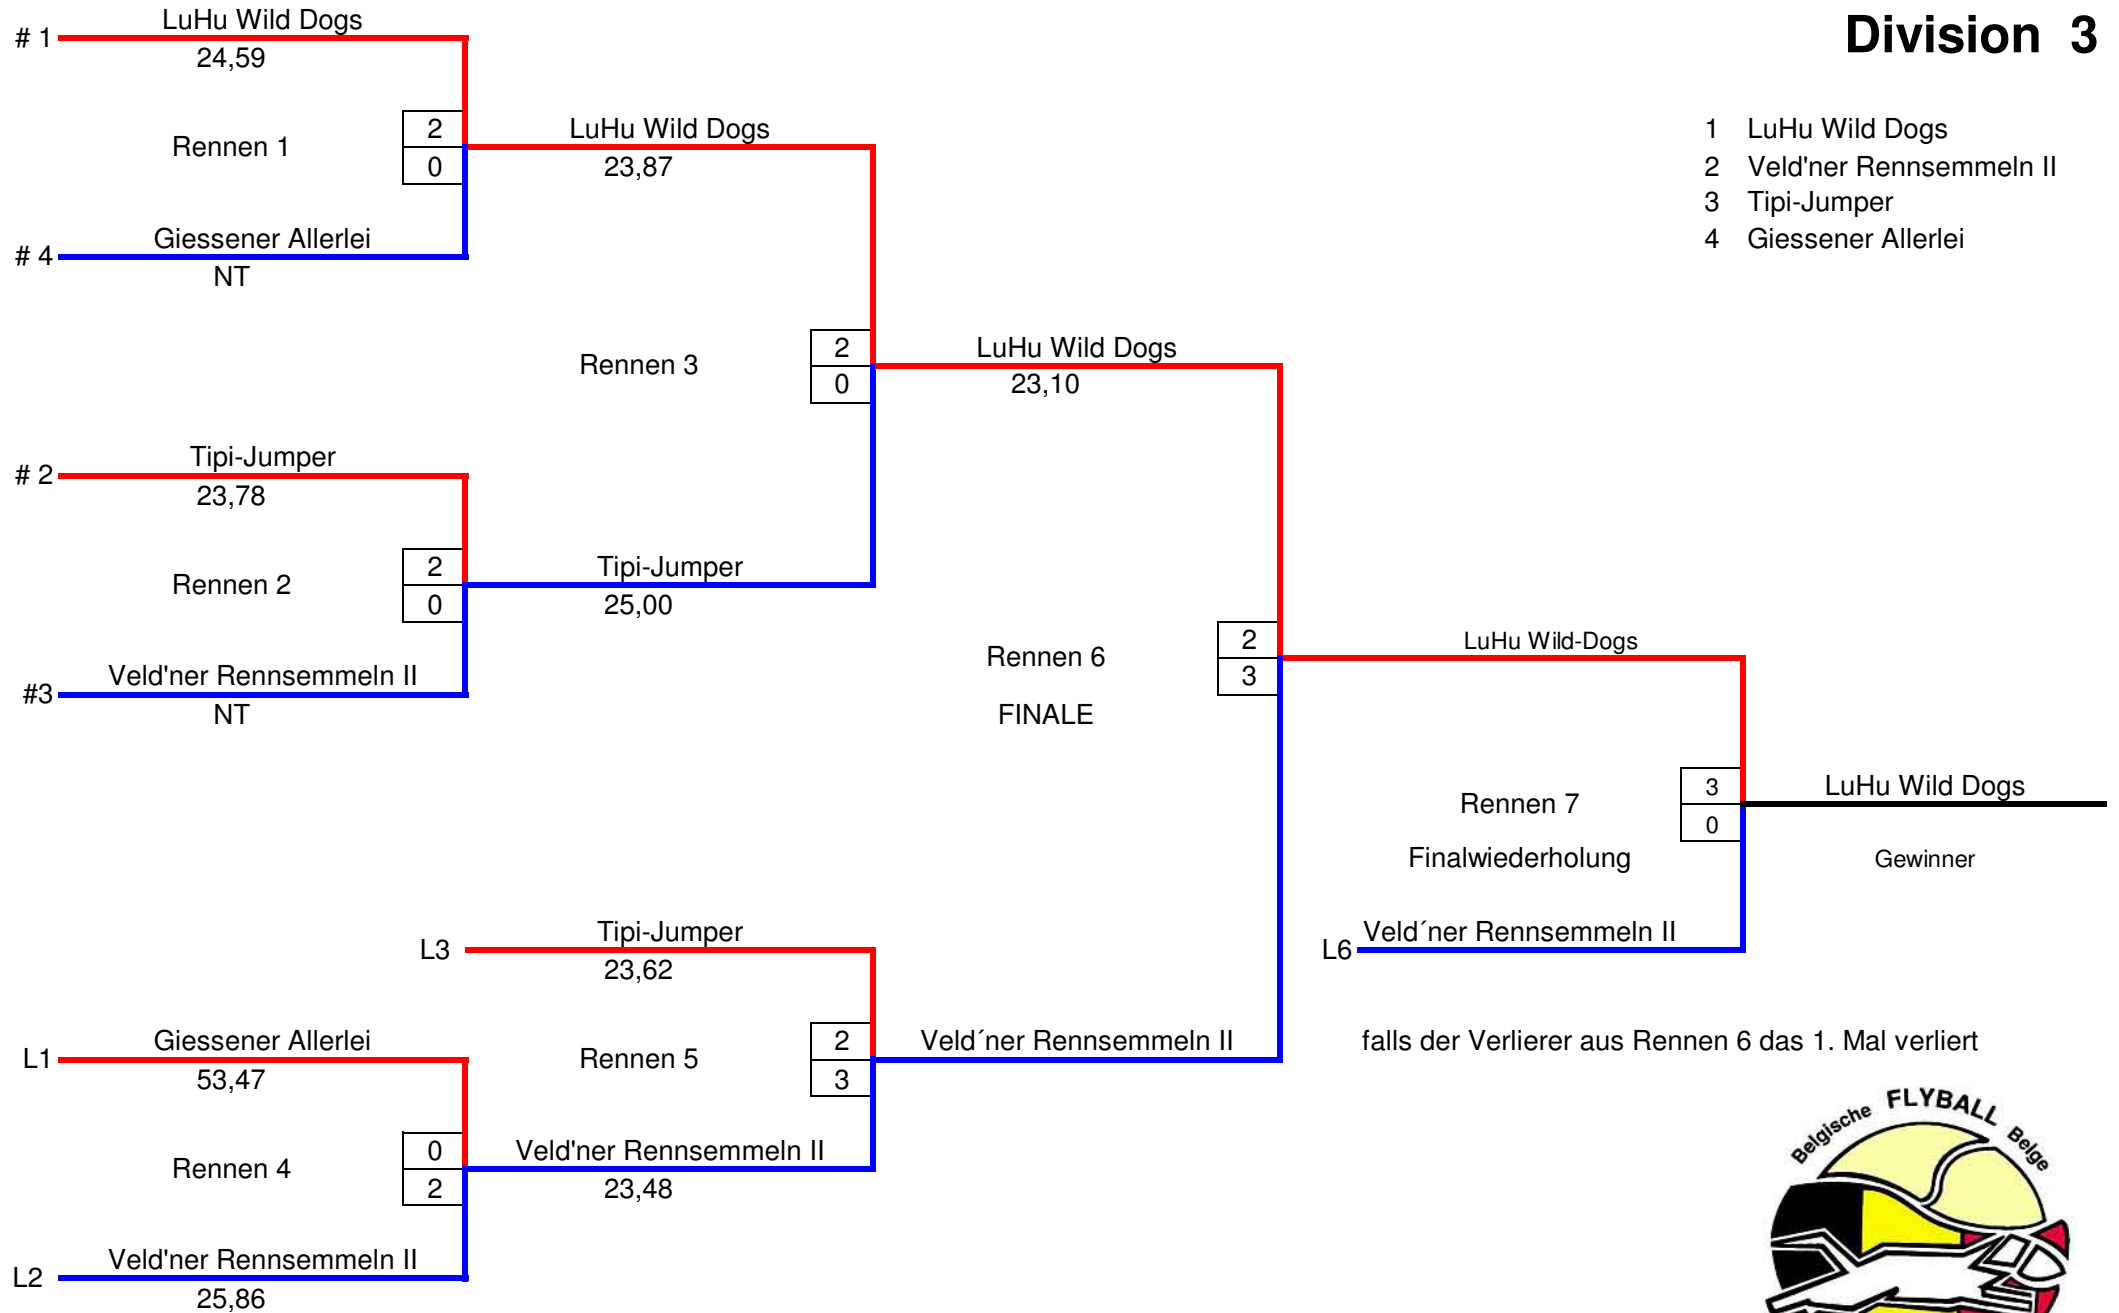 Division 3
# 1
LuHu Wild Dogs
24,59
Rennen 1
2
0
# 4
Giessener Allerlei
NT
LuHu Wild Dogs
23,87
1 LuHu Wild Dogs
2 Veld'ner Rennsemmeln II
3 Tipi-Jumper
4 Giessener Allerlei
Rennen 3
2
0
LuHu Wild Dogs
23,10
# 2
Tipi-Jumper
23,78
Rennen 2
2
0
#3
Veld'ner Rennsemmeln II
NT
Tipi-Jumper
25,00
Rennen 6
2
3
FINALE
LuHu Wild-Dogs
Rennen 7
3
0
Finalwiederholung
LuHu Wild Dogs
Gewinner
L6
Veld´ner Rennsemmeln II
L3
Tipi-Jumper
23,62
Rennen 5
2
3
Veld´ner Rennsemmeln II
falls der Verlierer aus Rennen 6 das 1. Mal verliert
L1
Giessener Allerlei
53,47
Rennen 4
0
2
Veld'ner Rennsemmeln II
23,48
L2
Veld'ner Rennsemmeln II
25,86
Belgische FLYBALL Belge